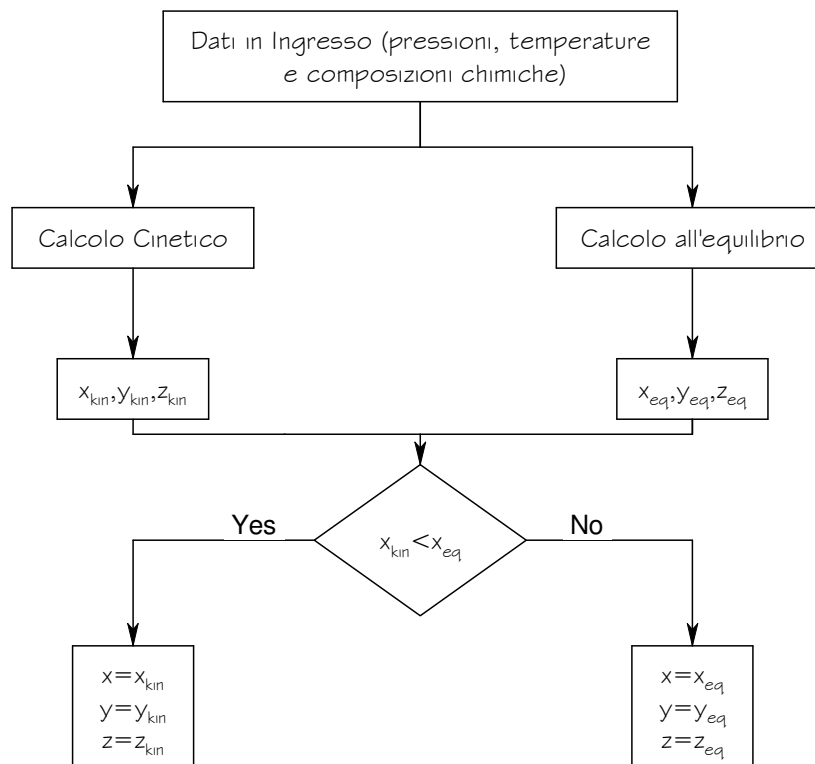 Dati in Ingresso (pressioni, temperature
e composizioni chimiche)
Calcolo Cinetico
Calcolo all'equilibrio
x_kin,y_kin,z_kin
x_eq,y_eq,z_eq
Yes
x_kin<x_eq
No
x=x_kin
y=y_kin
z=z_kin
x=x_eq
y=y_eq
z=z_eq